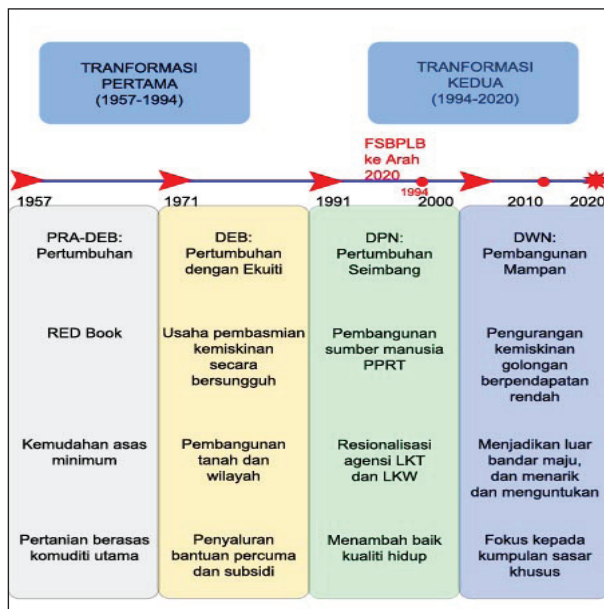 TRANFORMASI
PERTAMA
(1957-1994)
TRANFORMASI
KEDUA
(1994-2020)
FSBPLB
ke Arah
2020
1994
1957
1971
1991
2000
2010
2020
PRA-DEB:
Pertumbuhan
RED Book
Kemudahan asas
minimum
Pertanian berasas
komuditi utama
DEB:
Pertumbuhan
dengan Ekuiti
Usaha pembasmian
kemiskinan
secara
bersungguh
Pembangunan
tanah dan
wilayah
Penyaluran
bantuan percuma
dan subsidi
DPN:
Pertumbuhan
Seimbang
Pembangunan
sumber manusia
PPRT
Resionalisasi
agensi LKT
dan LKW
Menambah baik
kualiti hidup
DWN:
Pembangunan
Mampan
Pengurangan
kemiskinan
golongan
berpendapatan
rendah
Menjadikan luar
bandar maju,
dan menarik
dan menguntukan
Fokus kepada
kumpulan sasar
khusus